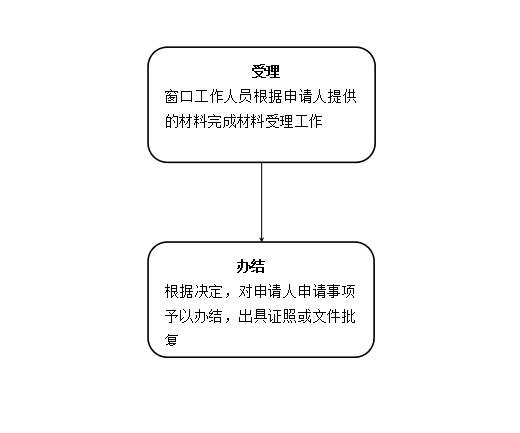 受理
窗口工作人员根据申请人提供
的材料完成材料受理工作
办结
根据决定，对申请人申请事项
予以办结，出具证照或文件批
复